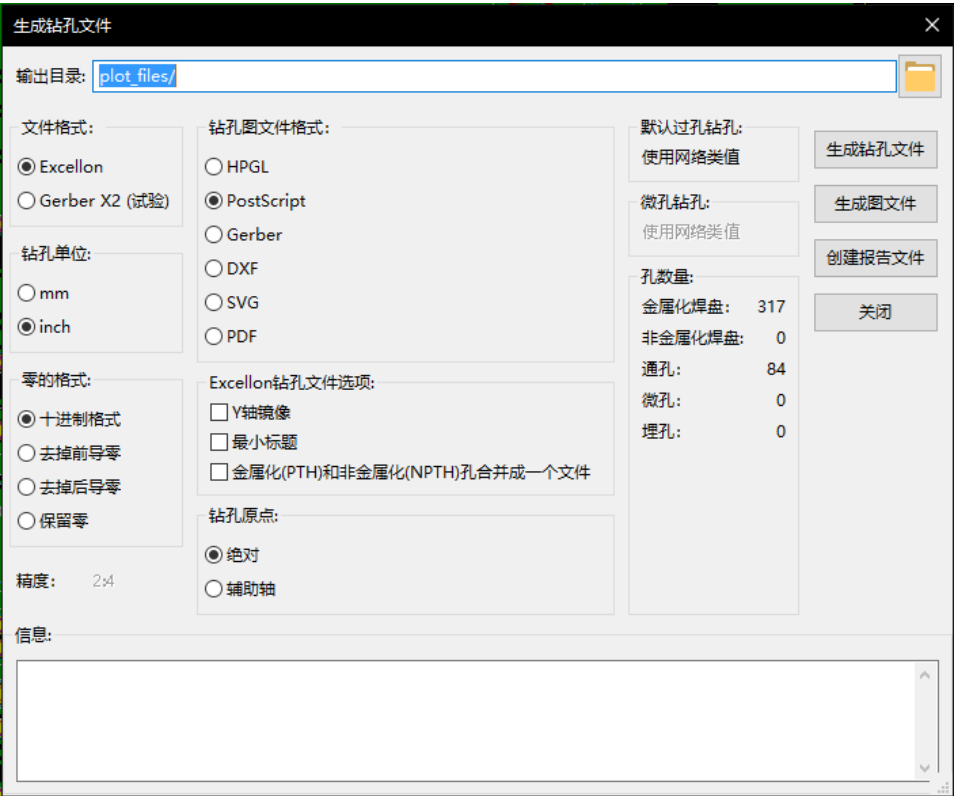 生成钻孔文件
输出目录: plot_files/
文件格式:
Excellon
Gerber X2 (试验)
钻孔单位:
mm
inch
零的格式:
十进制格式
去掉前导零
去掉后导零
保留零
精度: 2:4
钻孔图文件格式:
HPGL
PostScript
Gerber
DXF
SVG
PDF
Excellon钻孔文件选项:
Y轴镜像
最小标题
金属化(PTH)和非金属化(NPTH)孔合并成一个文件
钻孔原点:
绝对
辅助轴
默认过孔钻孔:
使用网络类值
微孔钻孔:
使用网络类值
孔数量:
金属化焊盘: 317
非金属化焊盘: 0
通孔: 84
微孔: 0
埋孔: 0
生成钻孔文件
生成图文件
创建报告文件
关闭
信息: